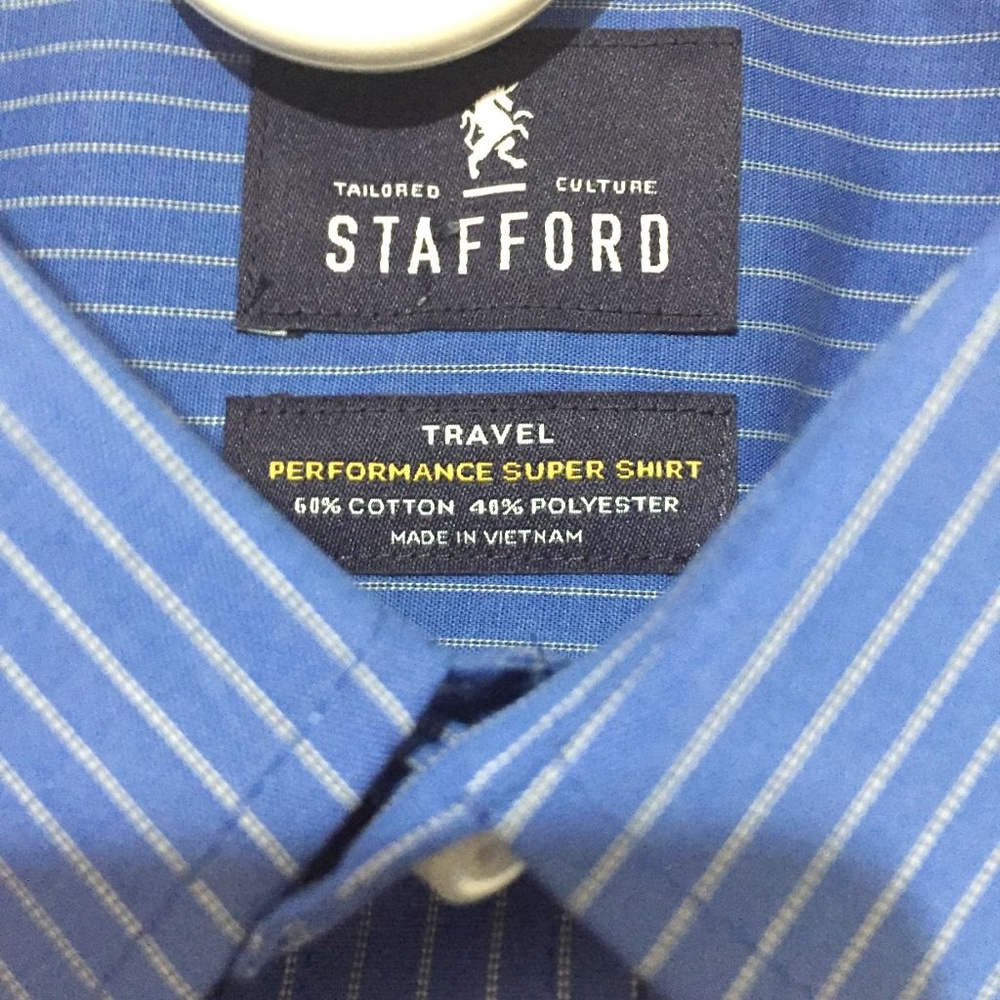 TAILORED CULTURE
STAFFORD
TRAVEL
PERFORMANCE SUPER SHIRT
60% COTTON 40% POLYESTER
MADE IN VIETNAM